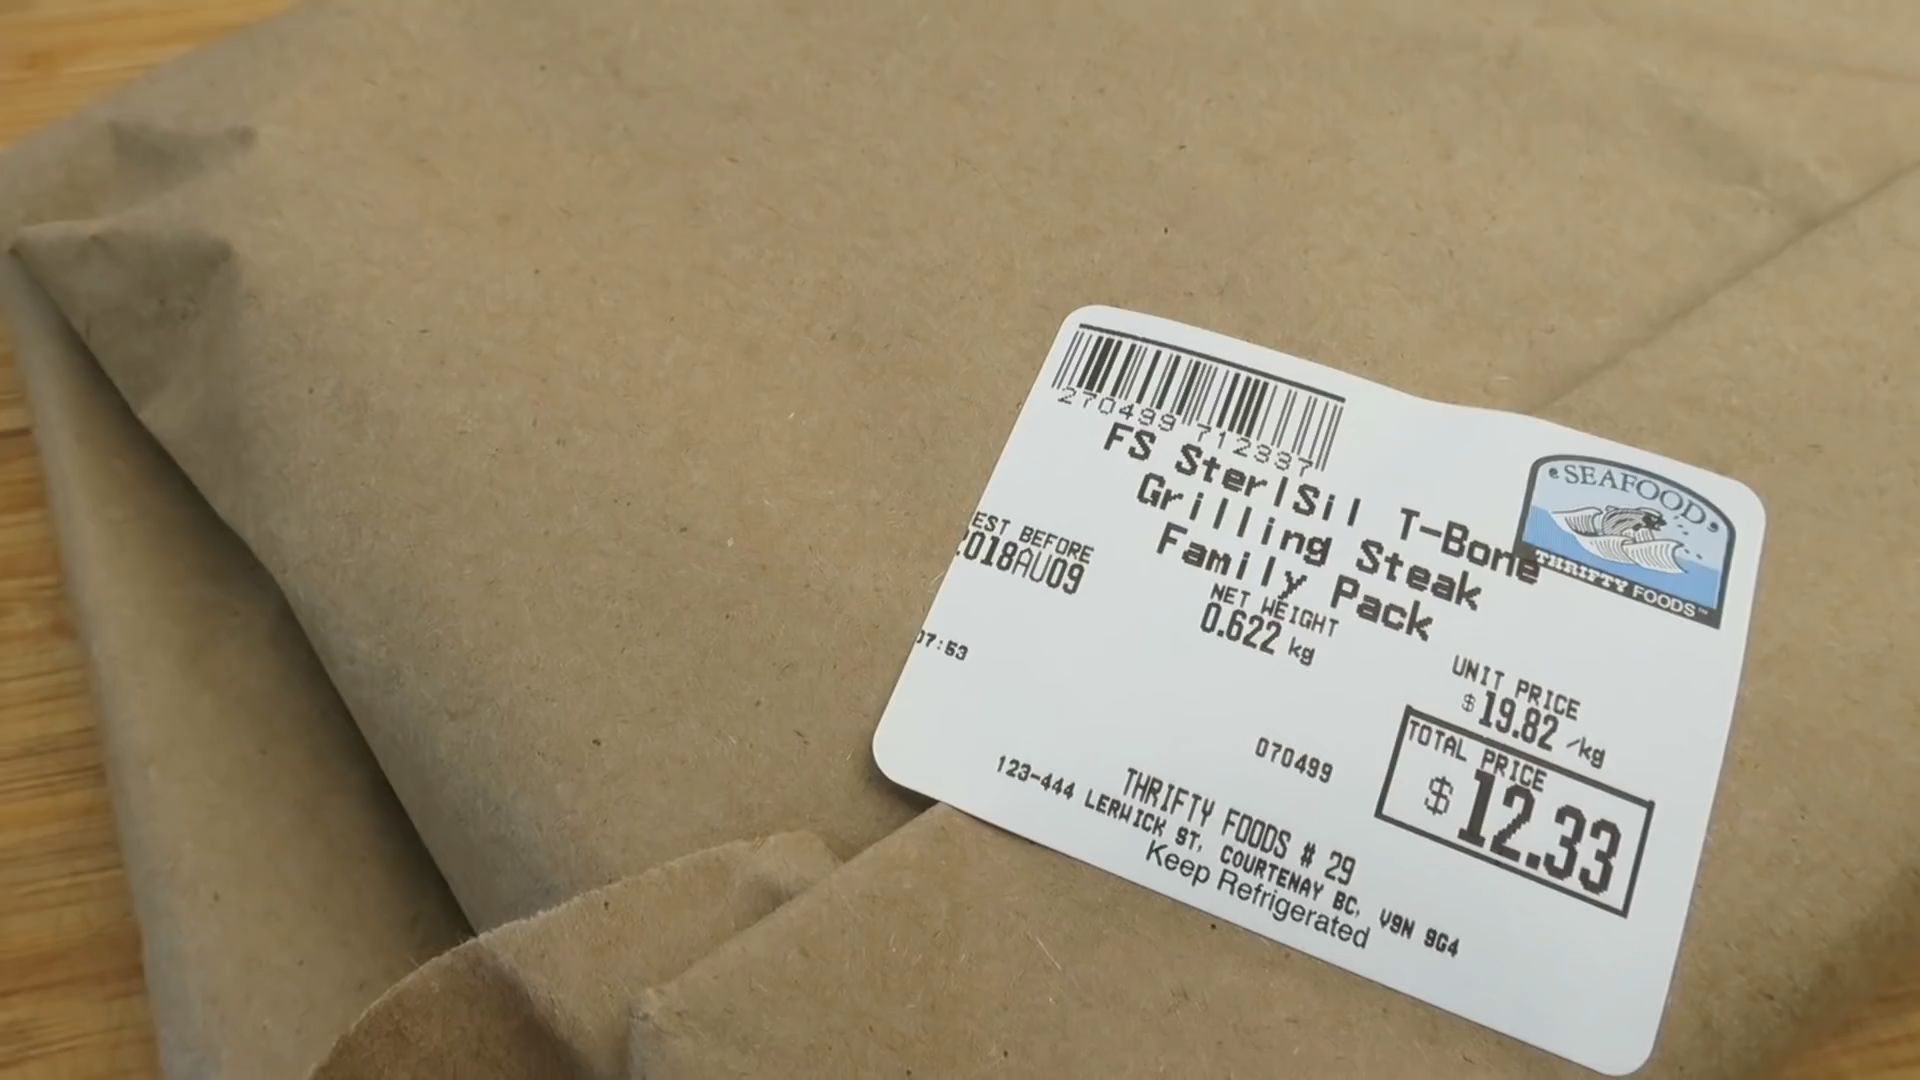 270499 712337
FS SterlSil T-Bone
Grilling Steak
Family Pack
SEAFOOD
THRIFTY FOODS™
EST BEFORE
2018AU09
NET WEIGHT
0.622 kg
07:53
UNIT PRICE
$19.82 /kg
TOTAL PRICE
$12.33
070499
THRIFTY FOODS # 29
123-444 LERWICK ST, COURTENAY BC, V9N 9G4
Keep Refrigerated